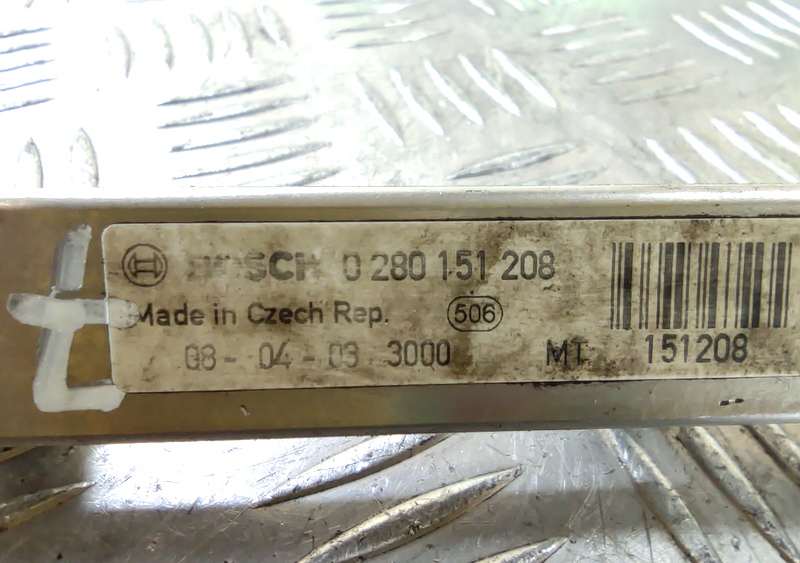 BOSCH 0 280 151 208
Made in Czech Rep. 506
08- 04 - 03 3000 MT 151208